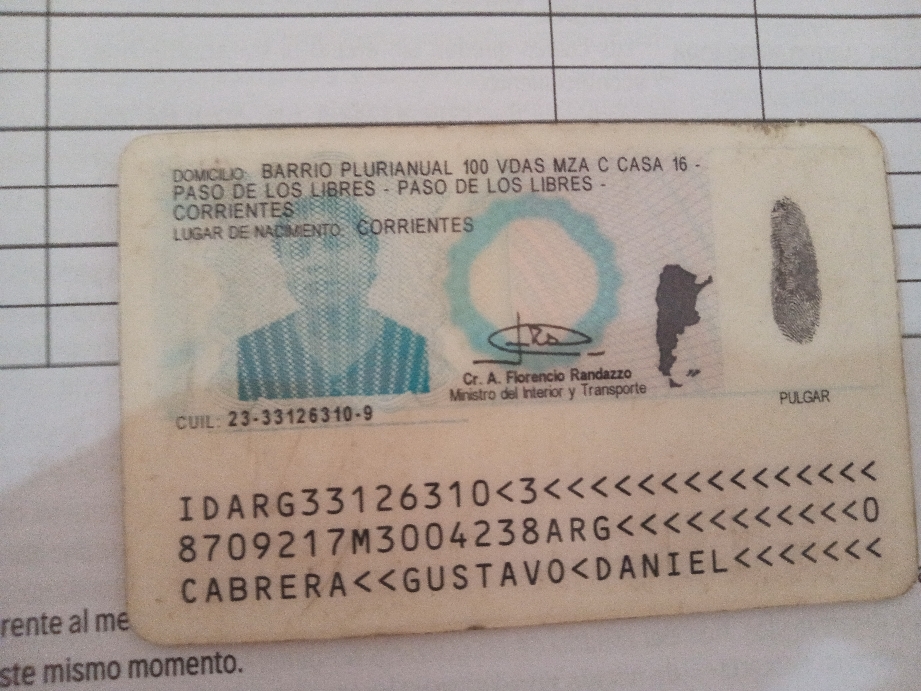 DOMICILIO: BARRIO PLURIANUAL 100 VDAS MZA C CASA 16 -
PASO DE LOS LIBRES - PASO DE LOS LIBRES -
CORRIENTES
LUGAR DE NACIMIENTO: CORRIENTES
Cr. A. Florencio Randazzo
Ministro del Interior y Transporte
PULGAR
CUIL: 23-33126310-9
IDARG33126310<3<<<<<<<<<<<<<<<
8709217M3004238ARG<<<<<<<<<<<0
CABRERA<<GUSTAVO<DANIEL<<<<<<<
rente al me
ste mismo momento.